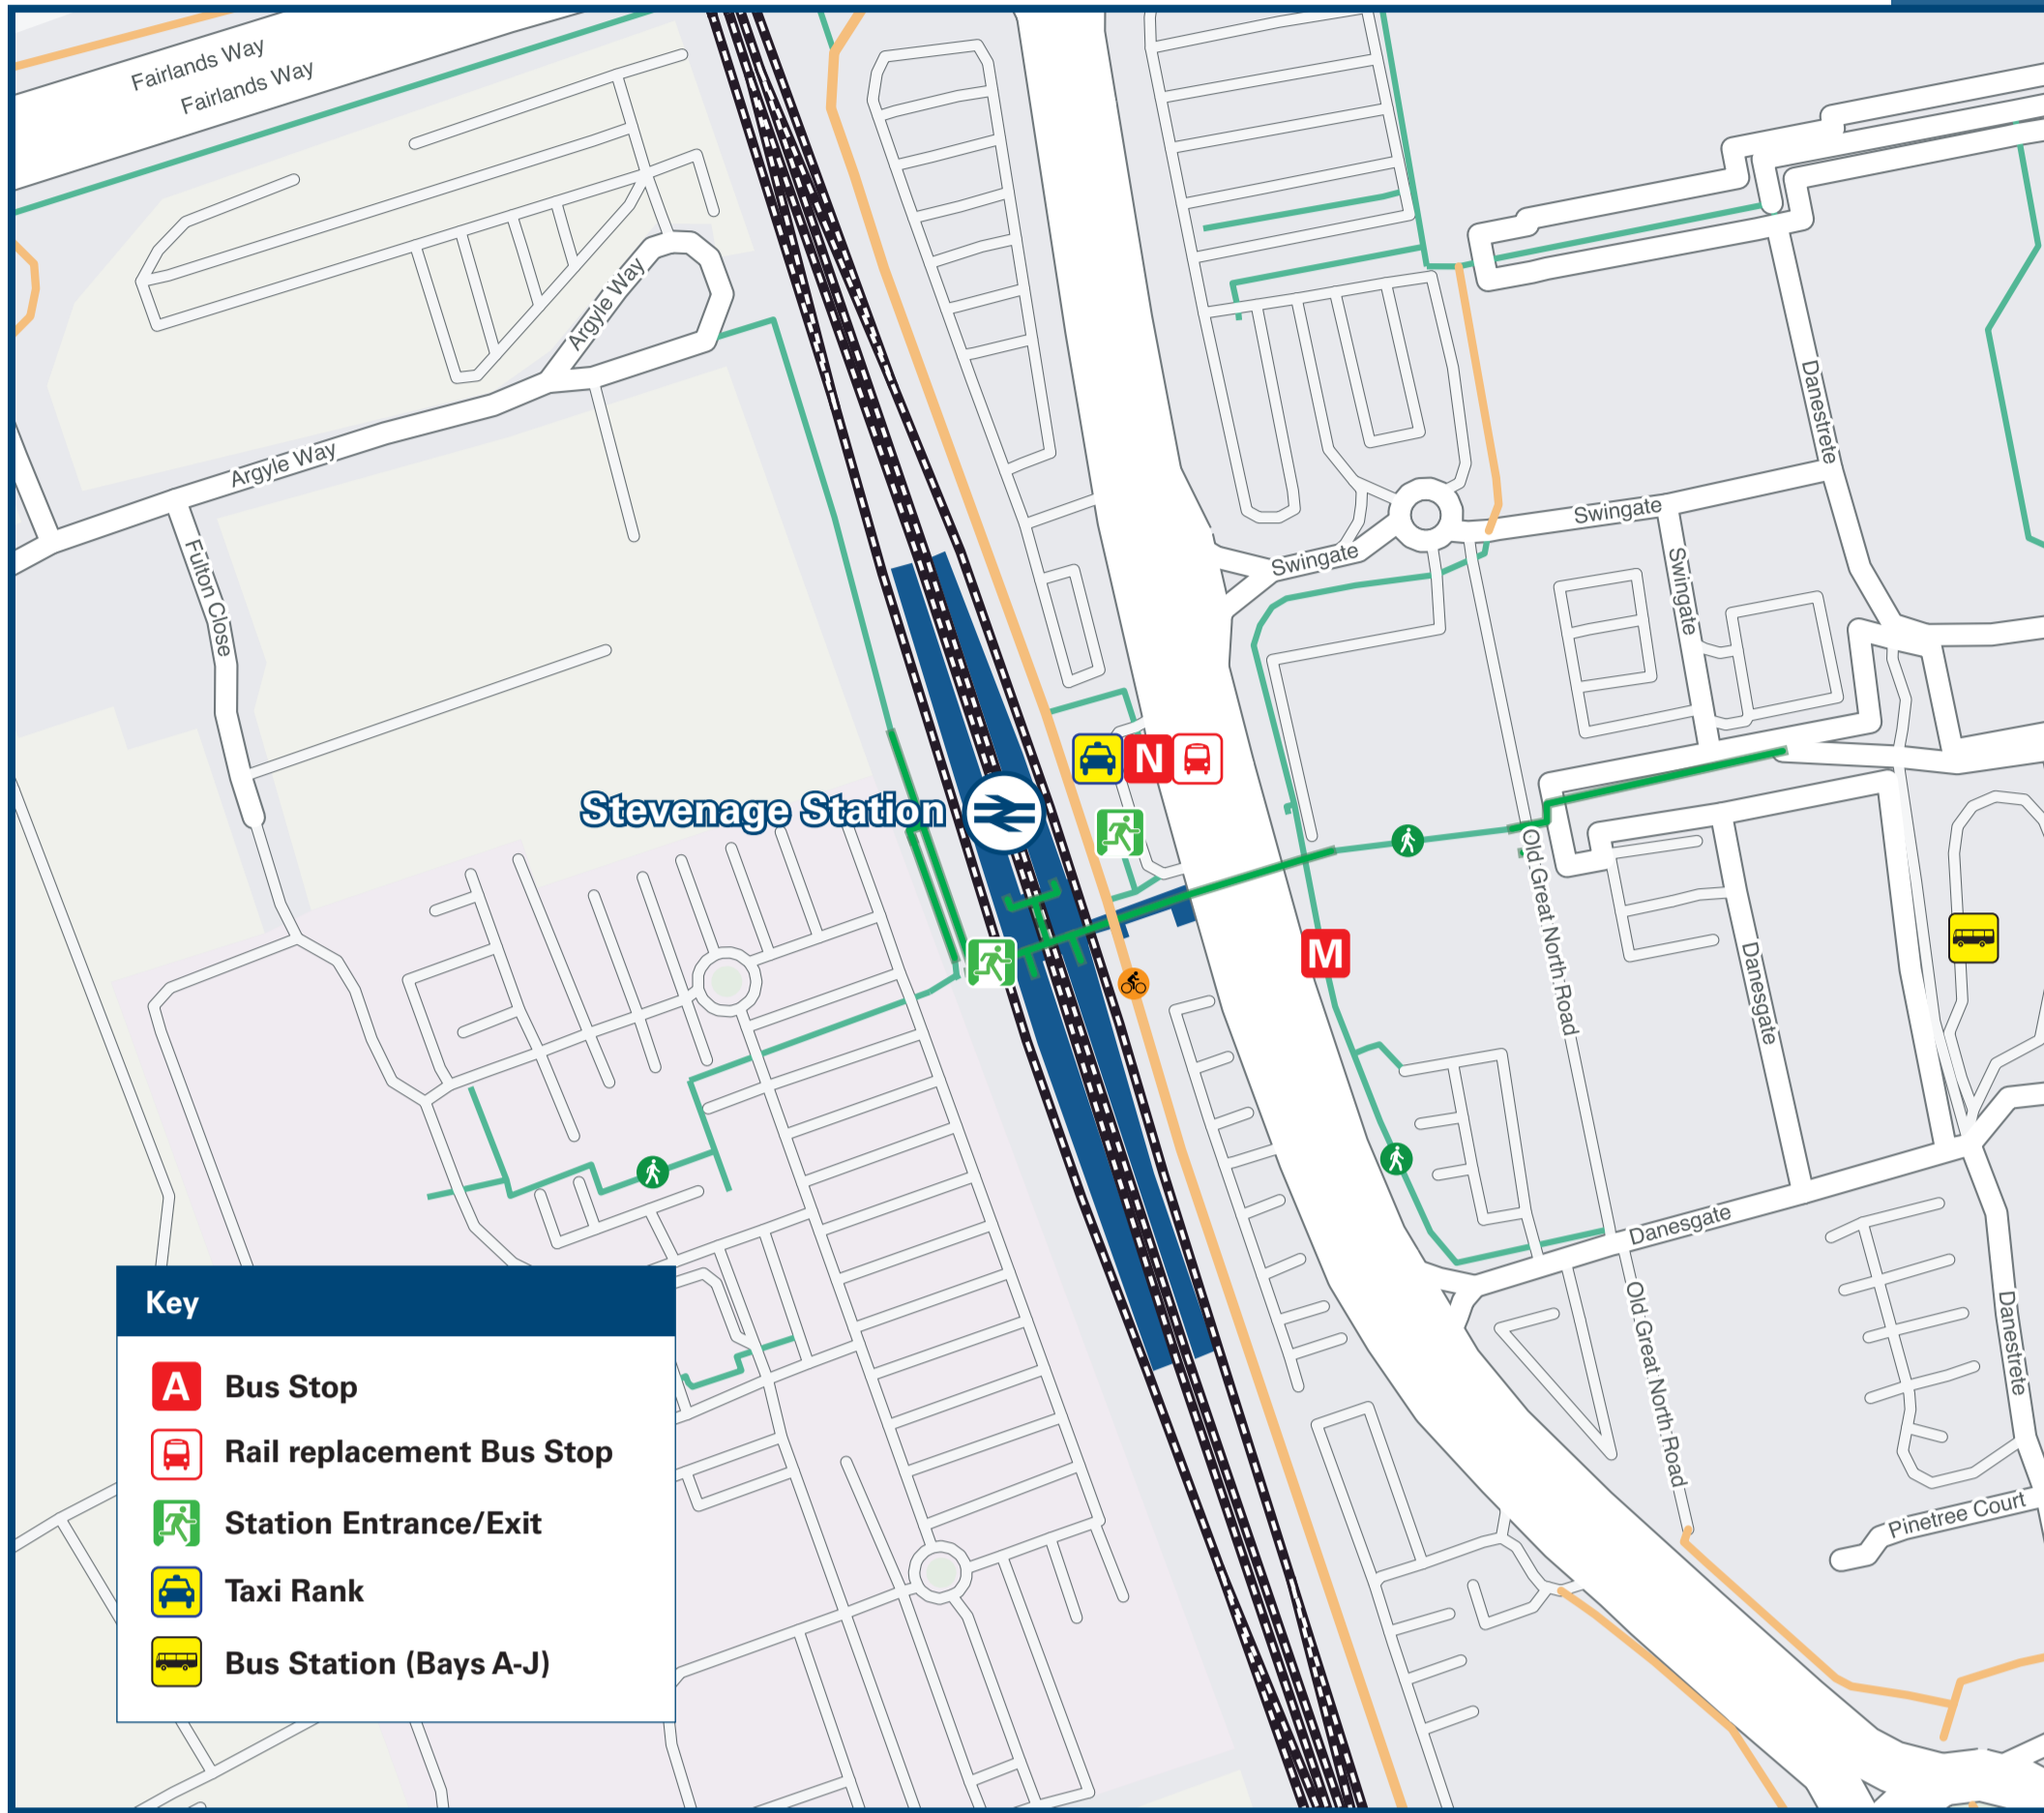 Fairlands Way
Fairlands Way
Argyle Way
Argyle Way
Fulton Close
Danestrete
Swingate
Swingate
Swingate
N
Stevenage Station
M
Old Great North Road
Danesgate
Danesgate
Old Great North Road
Danestrete
Pinetree Court
Key
A Bus Stop
Rail replacement Bus Stop
Station Entrance/Exit
Taxi Rank
Bus Station (Bays A-J)